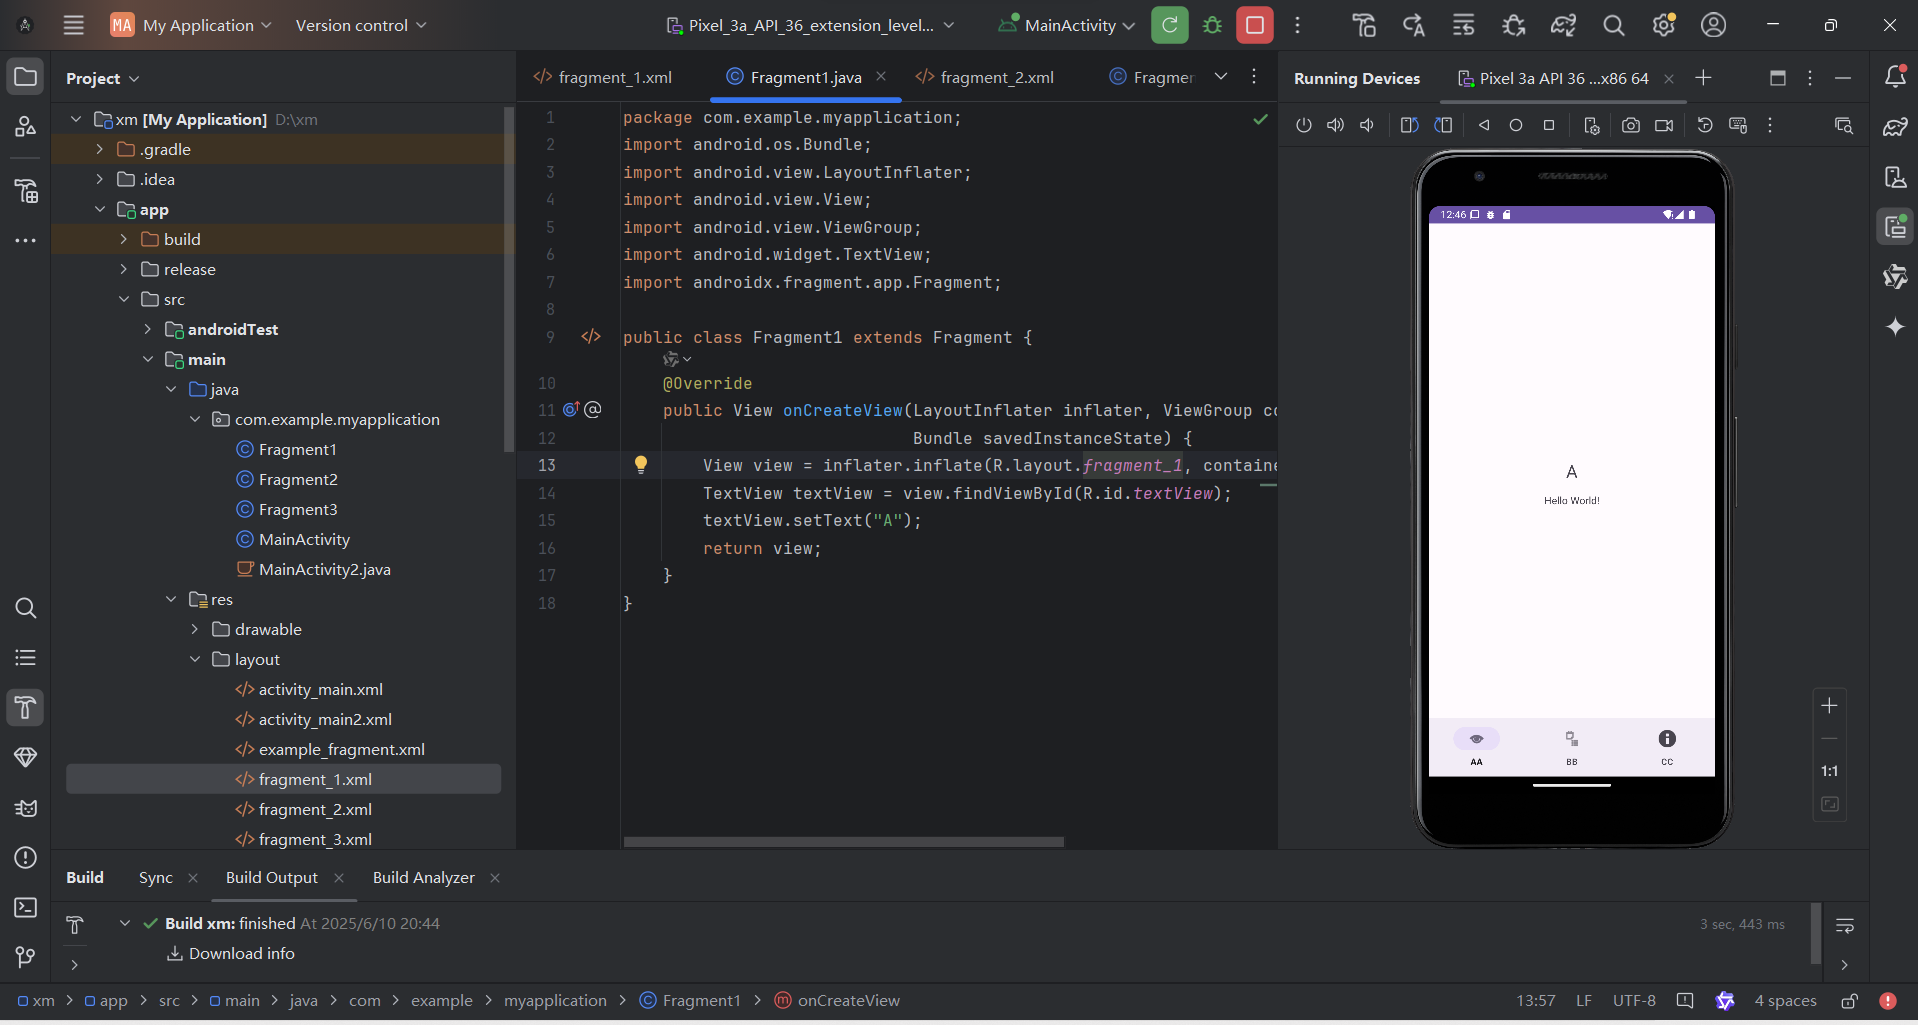 MA My Application
Version control
Pixel_3a_API_36_extension_level...
MainActivity
Project
fragment_1.xml
Fragment1.java
fragment_2.xml
Fragmer
Running Devices
Pixel 3a API 36 ...x86 64
xm [My Application] D:\xm
.gradle
.idea
app
build
release
src
androidTest
main
java
com.example.myapplication
Fragment1
Fragment2
Fragment3
MainActivity
MainActivity2.java
res
drawable
layout
activity_main.xml
activity_main2.xml
example_fragment.xml
fragment_1.xml
fragment_2.xml
fragment_3.xml
1 package com.example.myapplication;
2 import android.os.Bundle;
3 import android.view.LayoutInflater;
4 import android.view.View;
5 import android.view.ViewGroup;
6 import android.widget.TextView;
7 import androidx.fragment.app.Fragment;
8
9 public class Fragment1 extends Fragment {
10 @Override
11 public View onCreateView(LayoutInflater inflater, ViewGroup co
12 Bundle savedInstanceState) {
13 View view = inflater.inflate(R.layout.fragment_1, containe
14 TextView textView = view.findViewById(R.id.textView);
15 textView.setText("A");
16 return view;
17 }
18 }
12:46
A
Hello World!
AA
BB
CC
1:1
Build
Sync
Build Output
Build Analyzer
Build xm: finished At 2025/6/10 20:44
3 sec, 443 ms
Download info
xm > app > src > main > java > com > example > myapplication > Fragment1 > onCreateView
13:57
LF
UTF-8
4 spaces